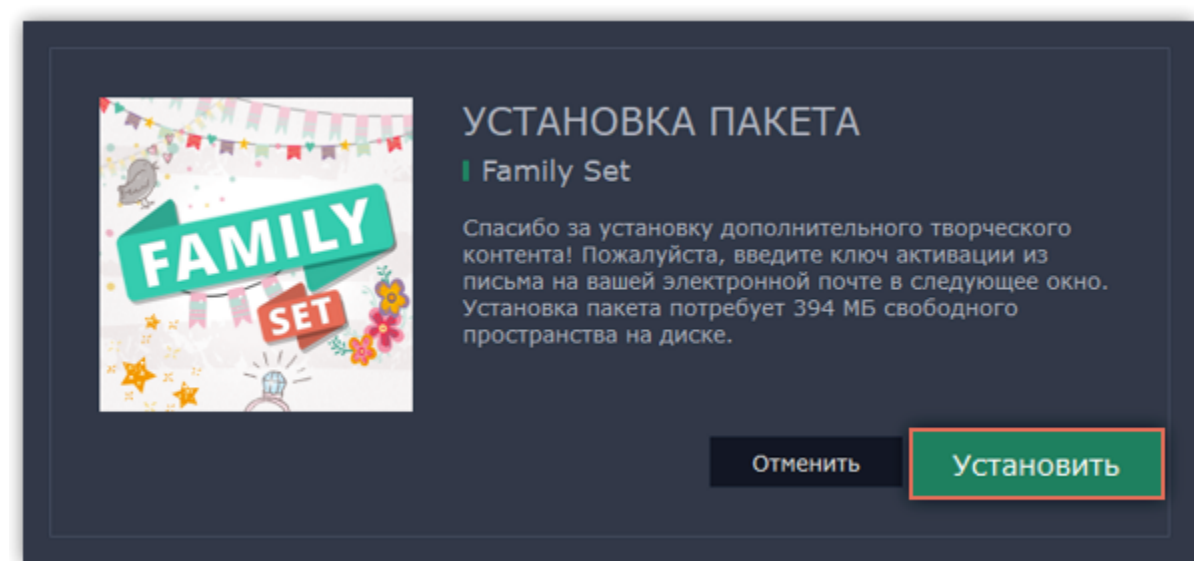 УСТАНОВКА ПАКЕТА
Family Set
FAMILY
SET
Спасибо за установку дополнительного творческого
контента! Пожалуйста, введите ключ активации из
письма на вашей электронной почте в следующее окно.
Установка пакета потребует 394 МБ свободного
пространства на диске.
Отменить
Установить